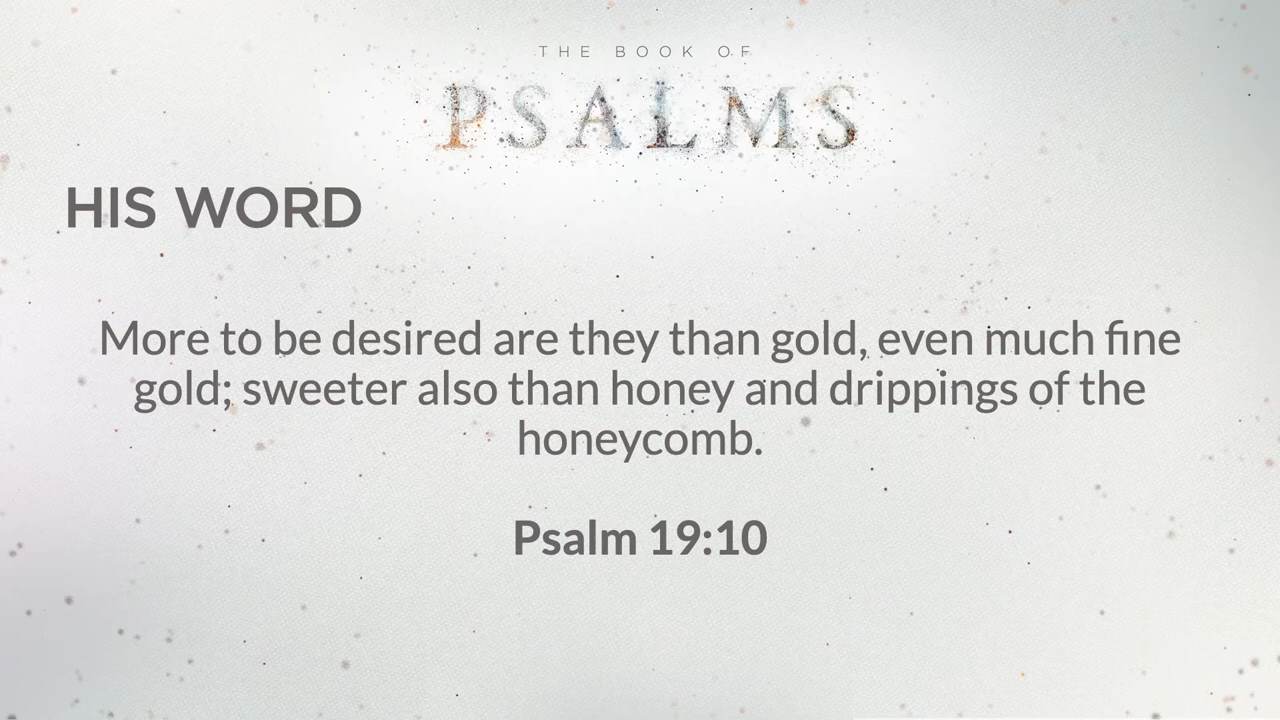 THE BOOK OF
PSALMS
HIS WORD
More to be desired are they than gold, even much fine
gold; sweeter also than honey and drippings of the
honeycomb.
Psalm 19:10